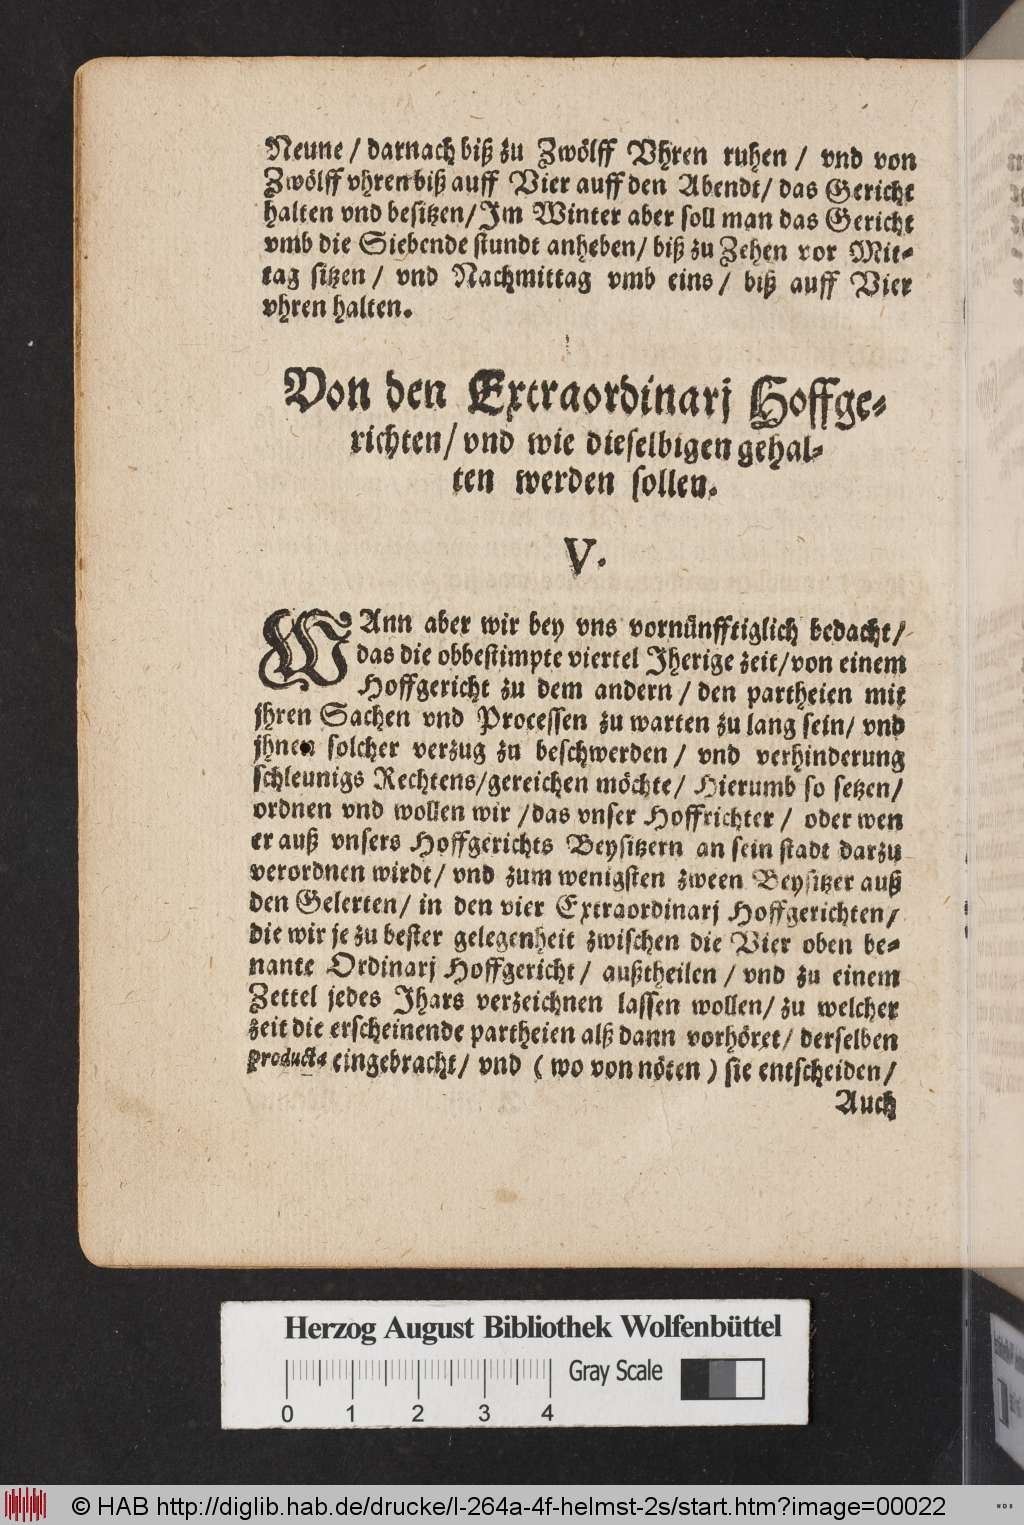 Neune / darnach biß zu Zwölff Vhren ruhen / vnd von
Zwölff vhren biß auff Vier auff den Abendt / das Gericht
halten vnd besitzen / Im Winter aber soll man das Gericht
vmb die Siebende stundt anheben / biß zu Zehen vor Mit-
tag sitzen / vnd Nachmittag vmb eins / biß auff Vier
vhren halten.
Von den Extraordinarj Hoffge-
richten / vnd wie dieselbigen gehal-
ten werden sollen.
V.
WAnn aber wir bey vns vornünfftiglich bedacht /
das die obbestimpte viertel Jherige zeit / von einem
Hoffgericht zu dem andern / den partheien mit
jhren Sachen vnd Processen zu warten zu lang sein / vnd
jhnen solcher verzug zu beschwerden / vnd verhinderung
schleunigs Rechtens / gereichen möchte / Hierumb so setzen /
ordnen vnd wollen wir / das vnser Hoffrichter / oder wen
er auß vnsers Hoffgerichts Beysitzern an sein stadt darzu
verordnen wirdt / vnd zum wenigsten zween Beysitzer auß
den Gelerten / in den vier Extraordinarj Hoffgerichten /
die wir je zu bester gelegenheit zwischen die Vier oben be-
nante Ordinarj Hoffgericht / außtheilen / vnd zu einem
Zettel jedes Jhars verzeichnen lassen wollen / zu welcher
zeit die erscheinende partheien alß dann vorhöret / derselben
producta eingebracht / vnd ( wo von nöten ) sie entscheiden /
Auch
Herzog August Bibliothek Wolfenbüttel
Gray Scale
0 1 2 3 4
© HAB http://diglib.hab.de/drucke/l-264a-4f-helmst-2s/start.htm?image=00022